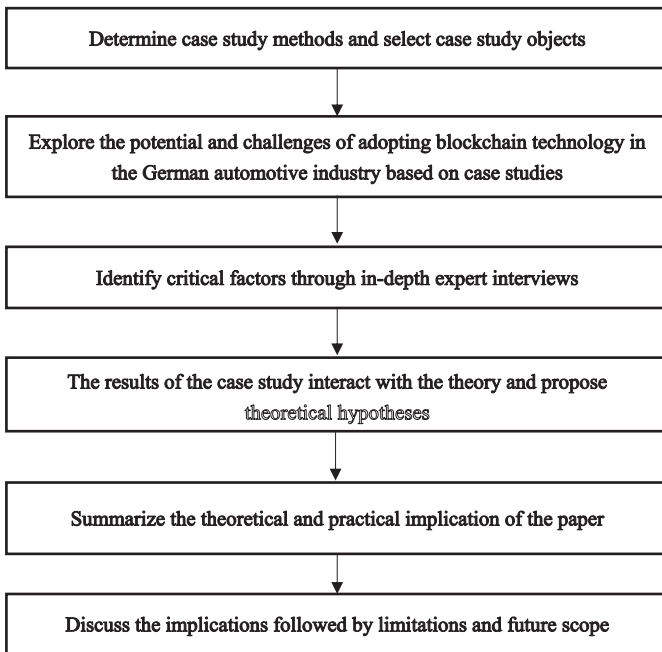 Determine case study methods and select case study objects
Explore the potential and challenges of adopting blockchain technology in
the German automotive industry based on case studies
Identify critical factors through in-depth expert interviews
The results of the case study interact with the theory and propose
theoretical hypotheses
Summarize the theoretical and practical implication of the paper
Discuss the implications followed by limitations and future scope